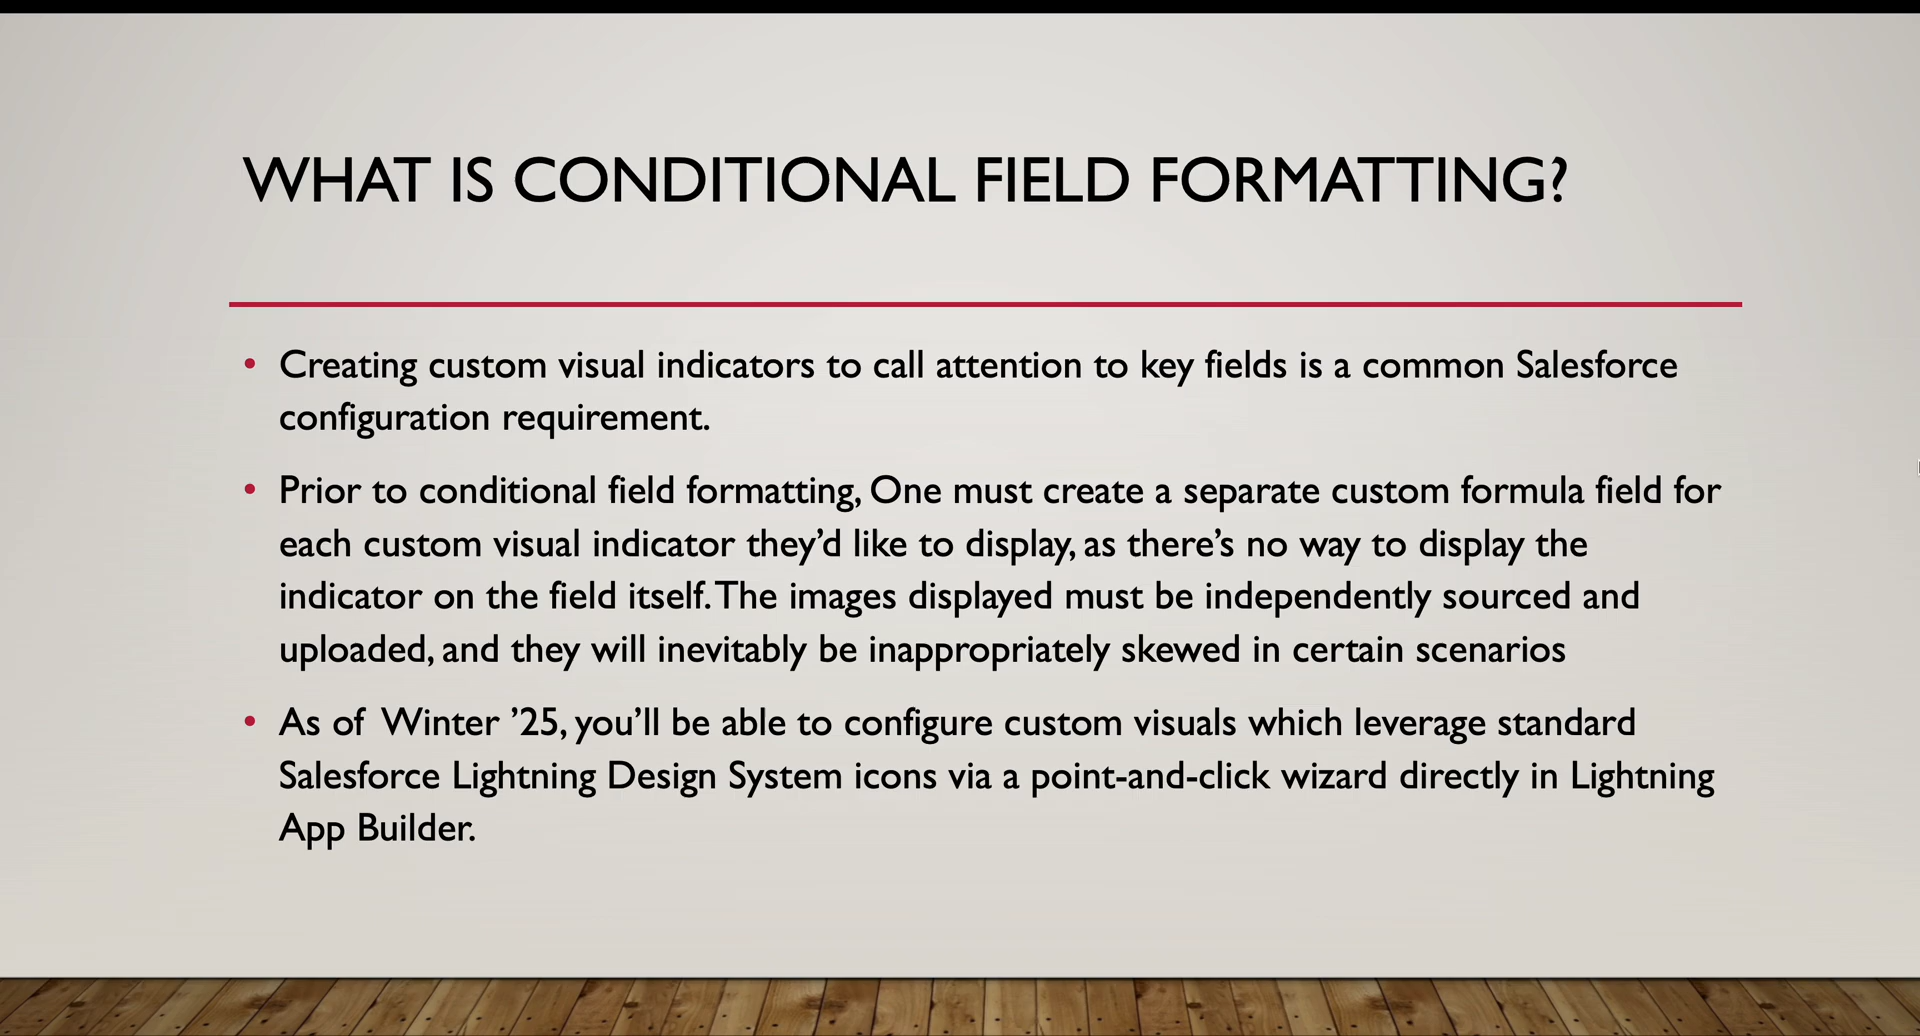 WHAT IS CONDITIONAL FIELD FORMATTING?
• Creating custom visual indicators to call attention to key fields is a common Salesforce
configuration requirement.
• Prior to conditional field formatting, One must create a separate custom formula field for
each custom visual indicator they’d like to display, as there’s no way to display the
indicator on the field itself. The images displayed must be independently sourced and
uploaded, and they will inevitably be inappropriately skewed in certain scenarios
• As of Winter ’25, you’ll be able to configure custom visuals which leverage standard
Salesforce Lightning Design System icons via a point-and-click wizard directly in Lightning
App Builder.